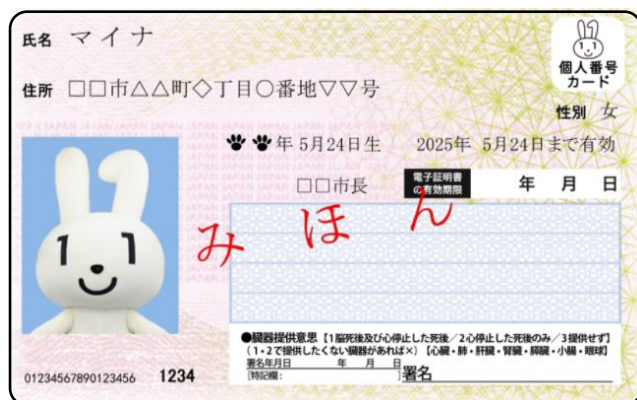 氏名 マイナ
個人番号
カード
住所 □□市△△町◇丁目○番地▽▽号
性別 女
年 5月24日生 2025年 5月24日まで有効
□□市長 電子証明書
の有効期限 年 月 日
みほん
●臓器提供意思【1脳死後及び心停止した死後/2心停止した死後のみ/3提供せず】
(1・2で提供したくない臓器があれば×)【心臓・肺・肝臓・腎臓・膵臓・小腸・眼球】
署名年月日 年 月 日
[特記欄: ] 署名
01234567890123456 1234